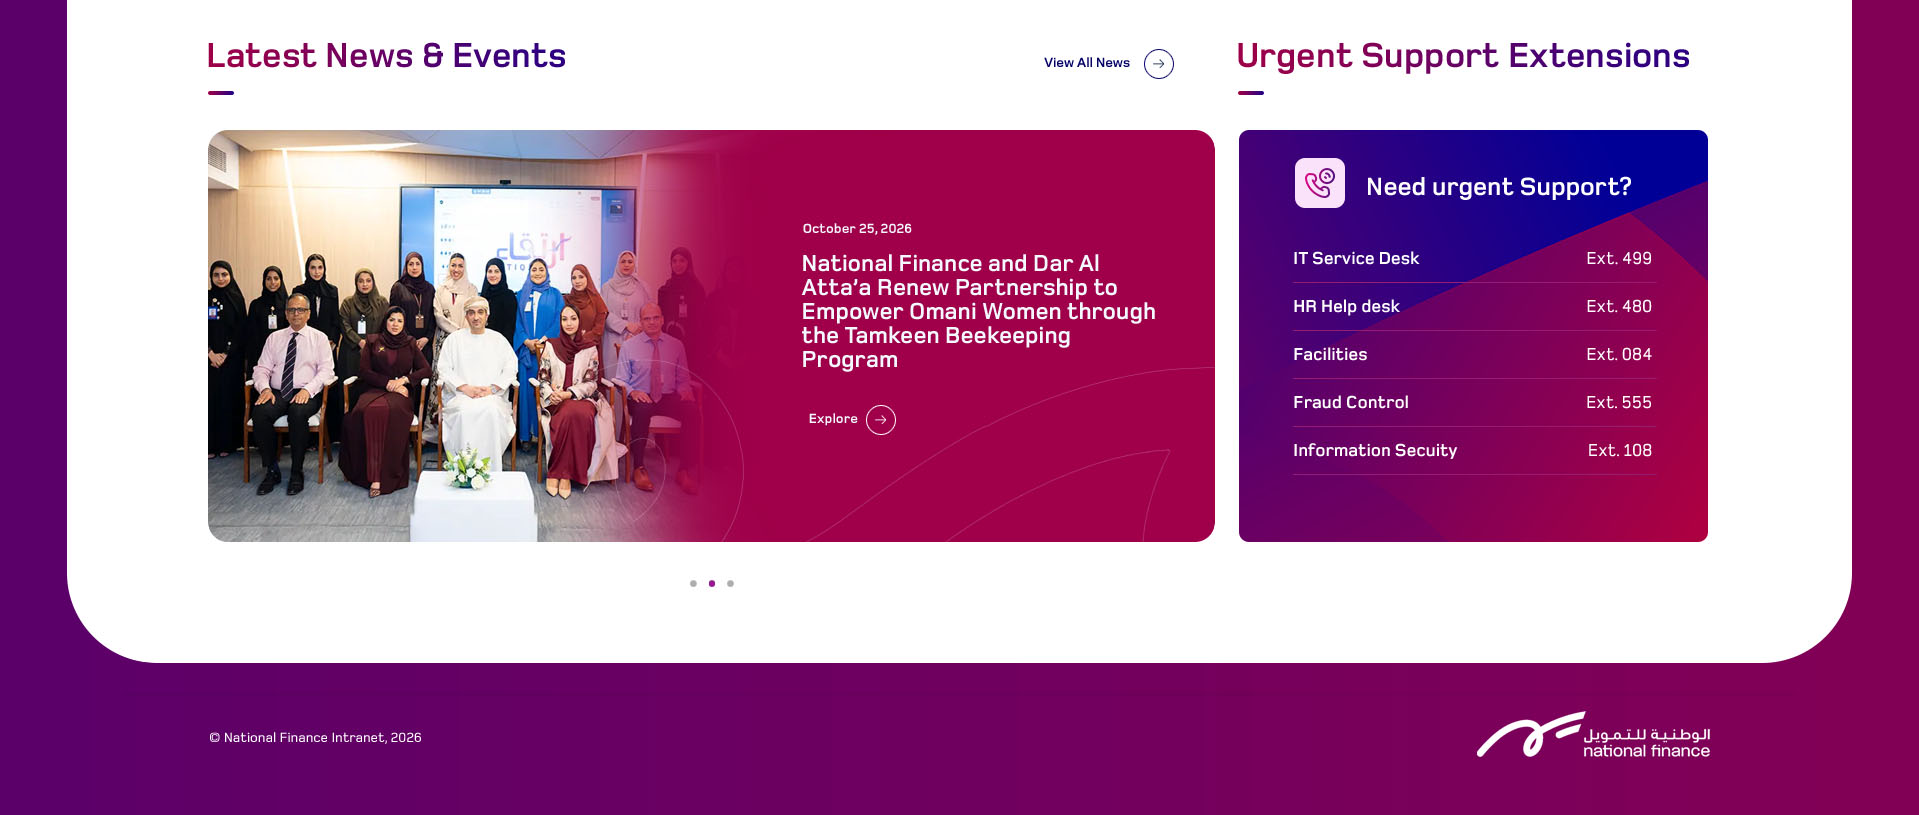 Latest News & Events
View All News
Urgent Support Extensions
ارتقاء
October 25, 2026
National Finance and Dar Al
Atta'a Renew Partnership to
Empower Omani Women through
the Tamkeen Beekeeping
Program
Explore
Need urgent Support?
IT Service Desk Ext. 499
HR Help desk Ext. 480
Facilities Ext. 084
Fraud Control Ext. 555
Information Secuity Ext. 108
© National Finance Intranet, 2026
الوطنية للتمويل
national finance